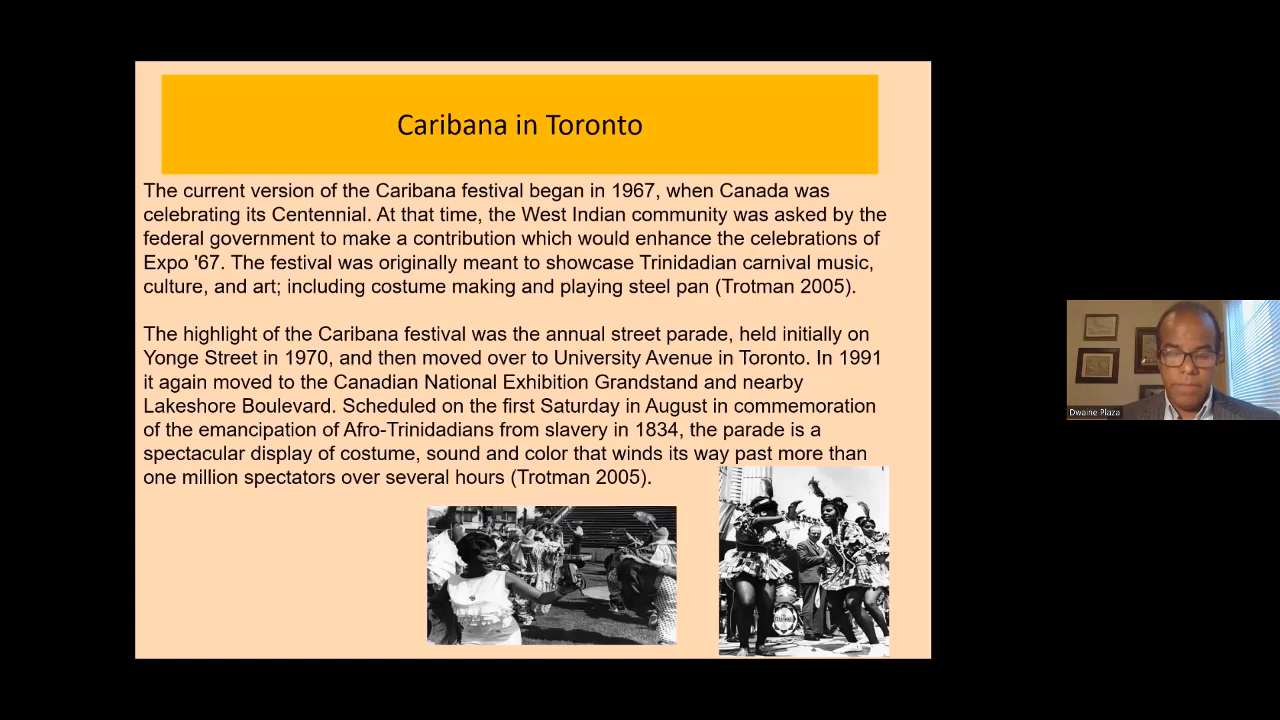 Caribana in Toronto
The current version of the Caribana festival began in 1967, when Canada was
celebrating its Centennial. At that time, the West Indian community was asked by the
federal government to make a contribution which would enhance the celebrations of
Expo '67. The festival was originally meant to showcase Trinidadian carnival music,
culture, and art; including costume making and playing steel pan (Trotman 2005).
The highlight of the Caribana festival was the annual street parade, held initially on
Yonge Street in 1970, and then moved over to University Avenue in Toronto. In 1991
it again moved to the Canadian National Exhibition Grandstand and nearby
Lakeshore Boulevard. Scheduled on the first Saturday in August in commemoration
of the emancipation of Afro-Trinidadians from slavery in 1834, the parade is a
spectacular display of costume, sound and color that winds its way past more than
one million spectators over several hours (Trotman 2005).
Dwaine Plaza